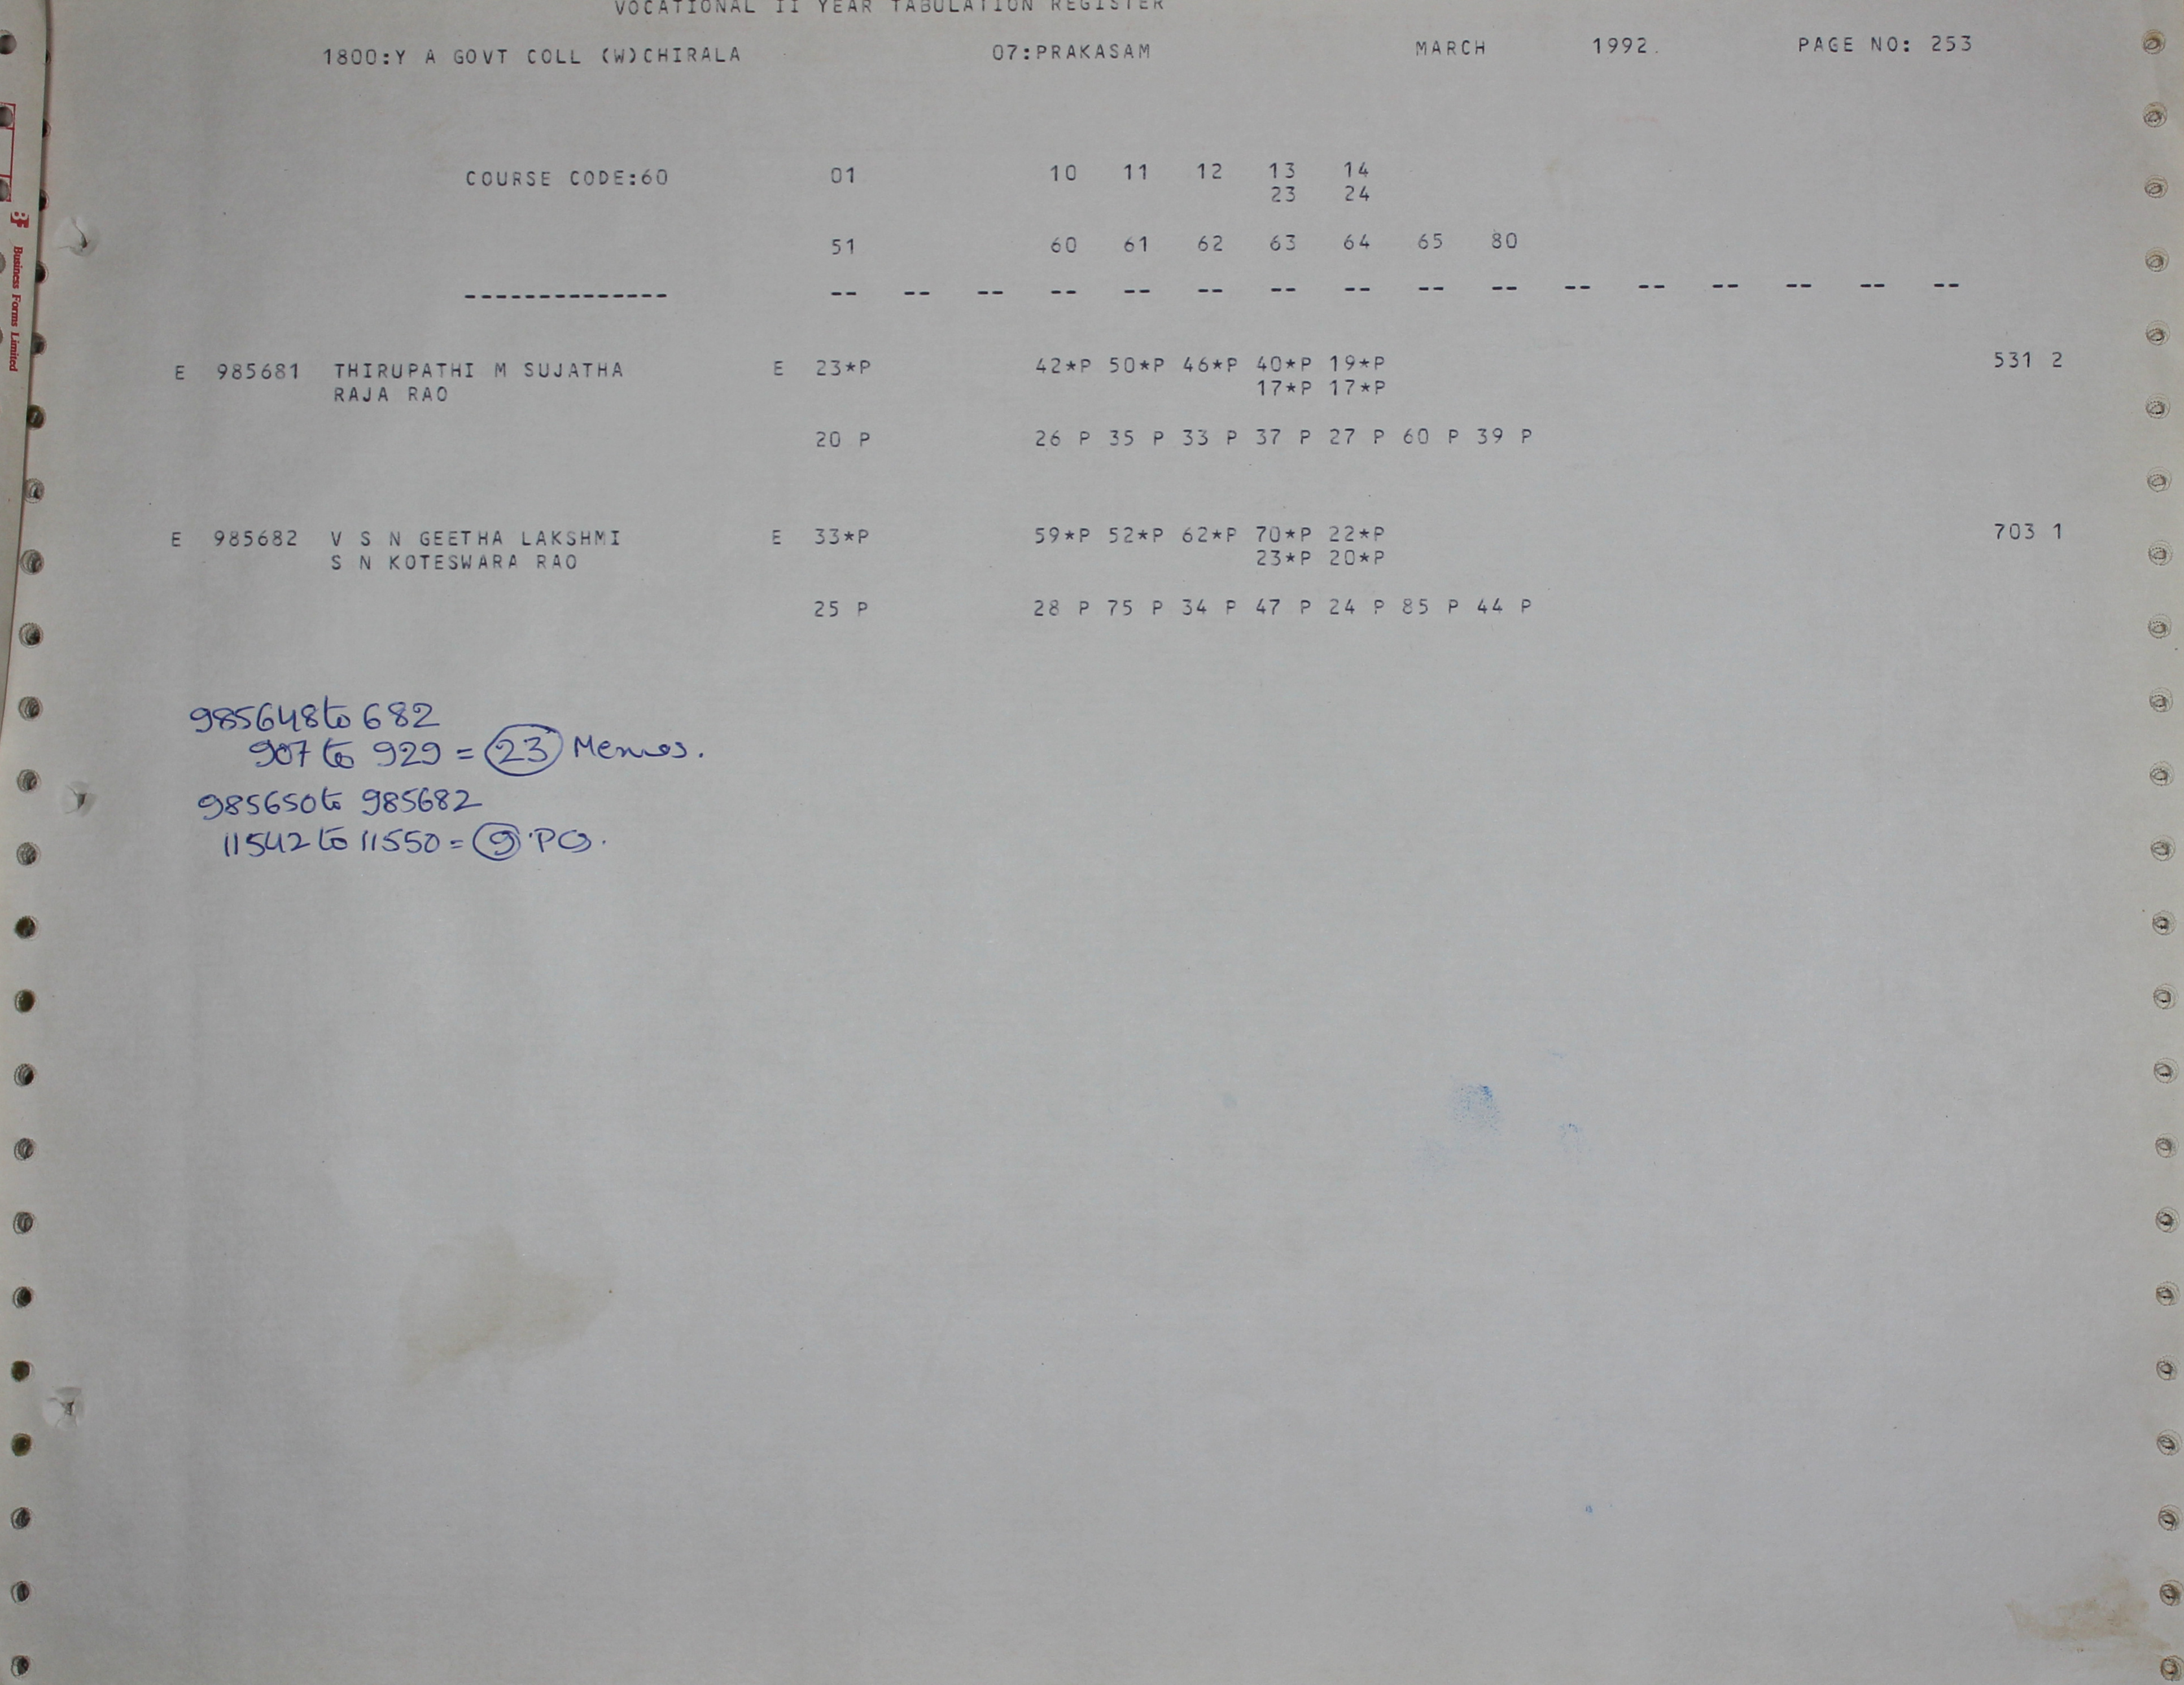 VOCATIONAL II YEAR TABULATION REGISTER
1800:Y A GOVT COLL (W)CHIRALA 07:PRAKASAM MARCH 1992. PAGE NO: 253
COURSE CODE:60 01 10 11 12 13 14
23 24
51 60 61 62 63 64 65 80
-------------- -- -- -- -- -- -- -- -- -- -- -- -- -- -- -- --
E 985681 THIRUPATHI M SUJATHA E 23*P 42*P 50*P 46*P 40*P 19*P 531 2
RAJA RAO 17*P 17*P
20 P 26 P 35 P 33 P 37 P 27 P 60 P 39 P
E 985682 V S N GEETHA LAKSHMI E 33*P 59*P 52*P 62*P 70*P 22*P 703 1
S N KOTESWARA RAO 23*P 20*P
25 P 28 P 75 P 34 P 47 P 24 P 85 P 44 P
985648 to 682
907 to 929 = 23 Memos.
985650 to 985682
11542 to 11550 = 9 PCs.
Business Forms Limited